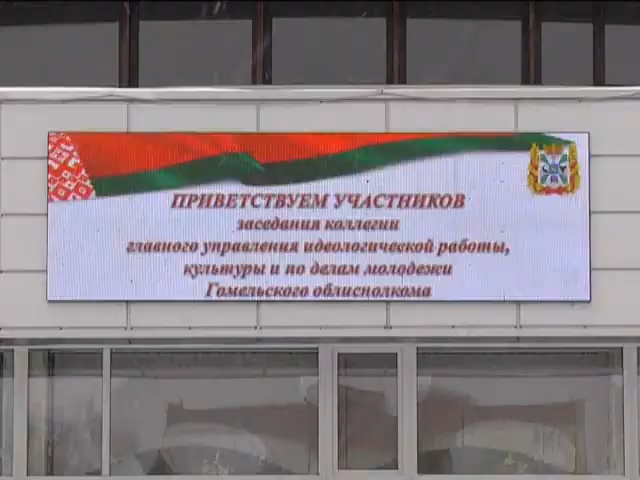 ПРИВЕТСТВУЕМ УЧАСТНИКОВ
заседания коллегии
главного управления идеологической работы,
культуры и по делам молодежи
Гомельского облисполкома